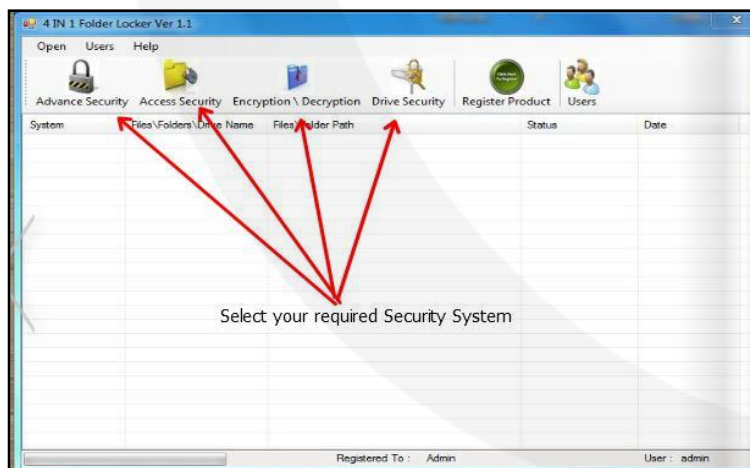 4 IN 1 Folder Locker Ver 1.1
Open Users Help
Advance Security Access Security Encryption \ Decryption Drive Security Register Product Users
System Files\Folders\Drive Name Files\Folder Path Status Date
Select your required Security System
Registered To : Admin User : admin